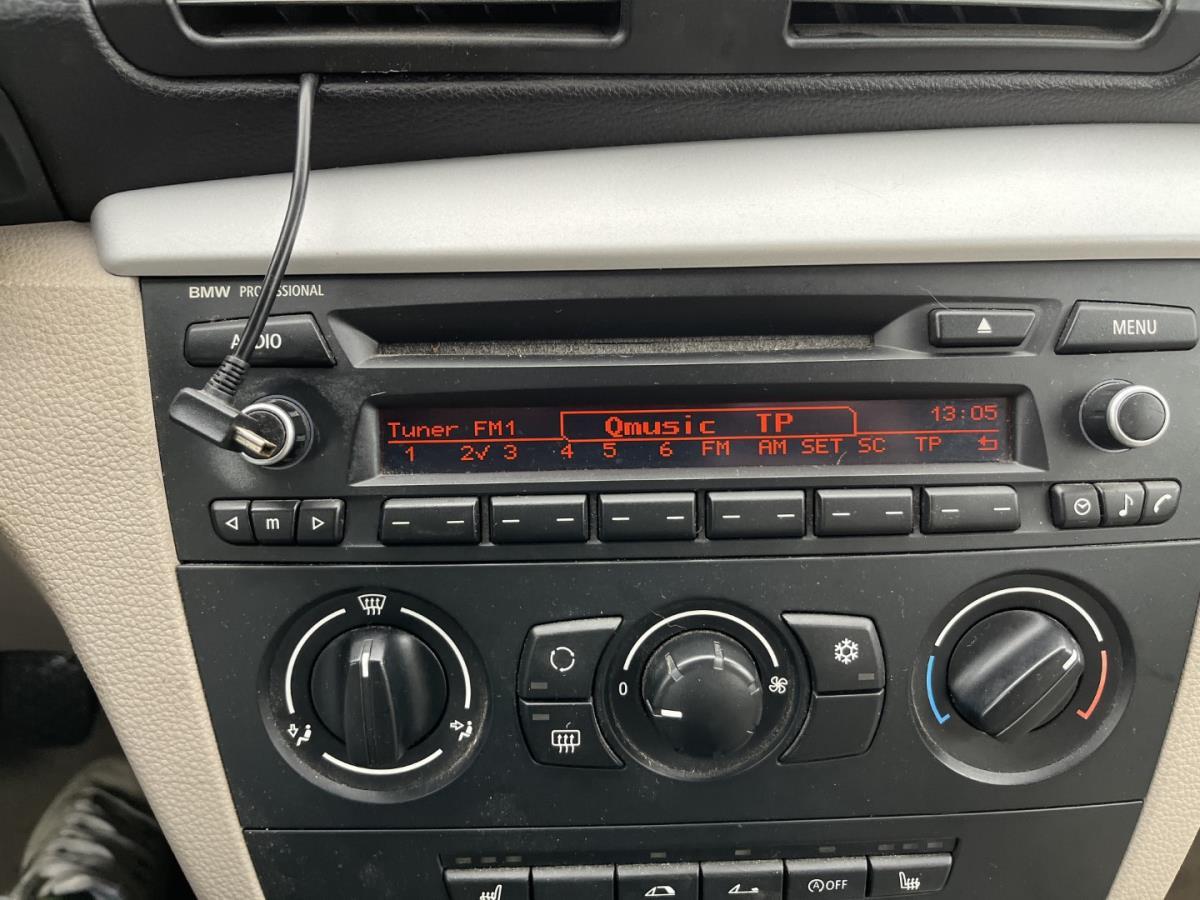 BMW PROFESSIONAL
AUDIO
MENU
Tuner FM1
Qmusic TP
13:05
1 2✓ 3 4 5 6 FM AM SET SC TP
m
0
A OFF